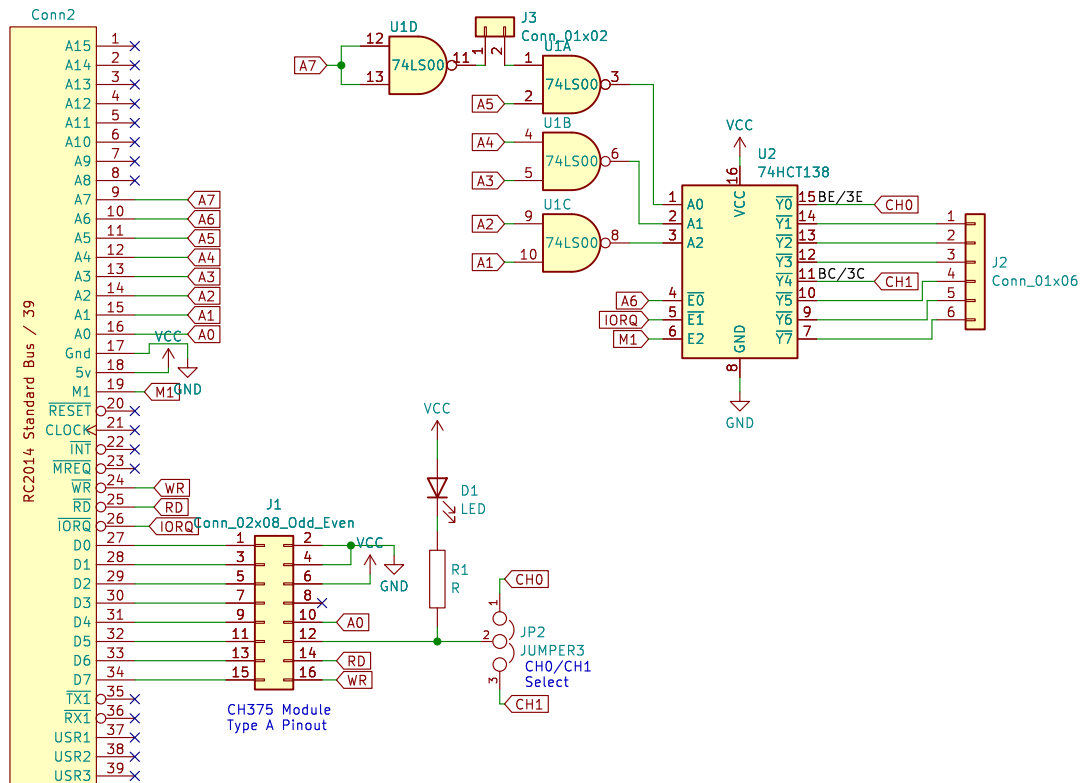 Conn2
RC2014 Standard Bus / 39
A15 1
A14 2
A13 3
A12 4
A11 5
A10 6
A9 7
A8 8
A7 9 A7
A6 10 A6
A5 11 A5
A4 12 A4
A3 13 A3
A2 14 A2
A1 15 A1
A0 16 A0
Gnd 17
VCC
5v 18
GND
M1 19 M1
RESET 20
CLOCK 21
INT 22
MREQ 23
WR 24 WR
RD 25 RD
IORQ 26 IORQ
D0 27
D1 28
D2 29
D3 30
D4 31
D5 32
D6 33
D7 34
TX1 35
RX1 36
USR1 37
USR2 38
USR3 39
J1
Conn_02x08_Odd_Even
1 2
3 4
5 6
7 8
9 10 A0
11 12
13 14 RD
15 16 WR
VCC
GND
CH375 Module
Type A Pinout
VCC
D1
LED
R1
R
CH0
1
2
3
JP2
JUMPER3
CH0/CH1
Select
CH1
A7
U1D
12
13
74LS00
11
J3
Conn_01x02
1 2
U1A
1
74LS00
3
A5 2
U1B
A4 4
74LS00
6
A3 5
U1C
A2 9
74LS00
8
A1 10
VCC
U2
74HCT138
16
VCC
1 A0
2 A1
3 A2
A6 4 E0
IORQ 5 E1
M1 6 E2
GND
8
GND
Y0 15 BE/3E CH0
Y1 14
Y2 13
Y3 12
Y4 11 BC/3C CH1
Y5 10
Y6 9
Y7 7
1
2
3
4
5
6
J2
Conn_01x06